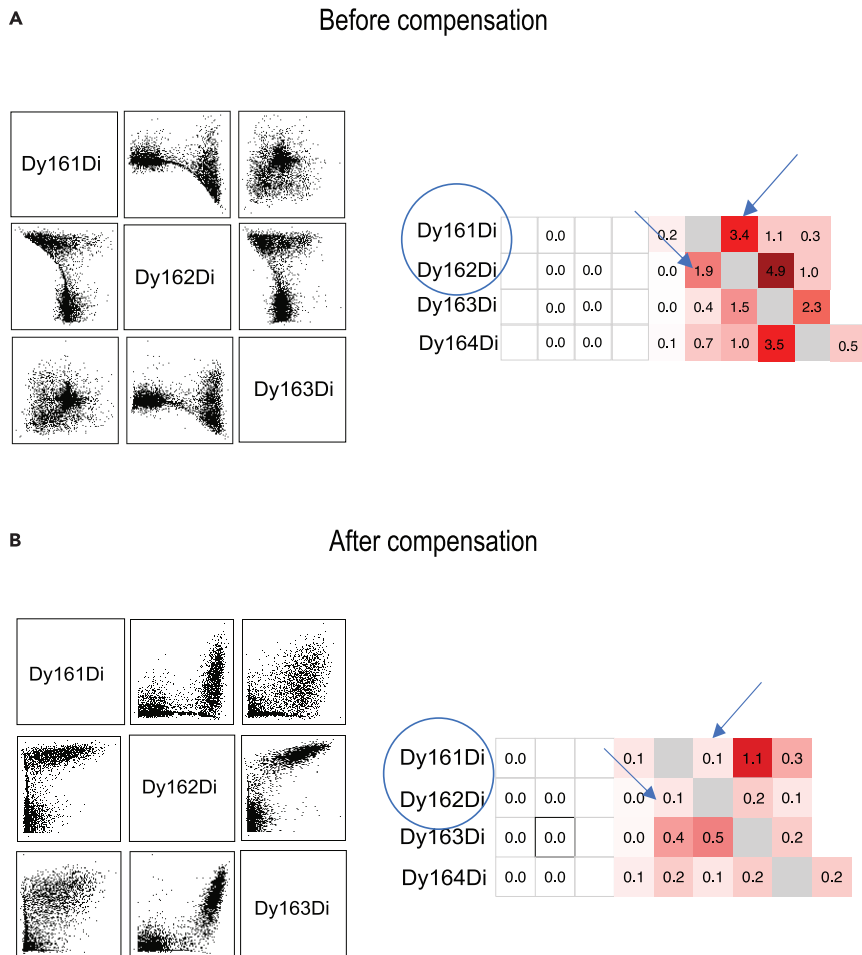 A
Before compensation
Dy161Di
Dy162Di
Dy163Di
Dy161Di 0.0 0.2 3.4 1.1 0.3
Dy162Di 0.0 0.0 0.0 1.9 4.9 1.0
Dy163Di 0.0 0.0 0.0 0.4 1.5 2.3
Dy164Di 0.0 0.0 0.1 0.7 1.0 3.5 0.5
B
After compensation
Dy161Di
Dy162Di
Dy163Di
Dy161Di 0.0 0.1 0.1 1.1 0.3
Dy162Di 0.0 0.0 0.0 0.1 0.2 0.1
Dy163Di 0.0 0.0 0.0 0.4 0.5 0.2
Dy164Di 0.0 0.0 0.1 0.2 0.1 0.2 0.2